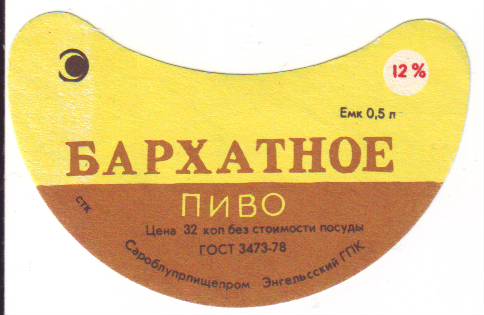 12%
Емк 0,5 л
БАРХАТНОЕ
ПИВО
стк
Цена 32 коп без стоимости посуды
ГОСТ 3473-78
Сароблупрпищепром Энгельсский ГПК